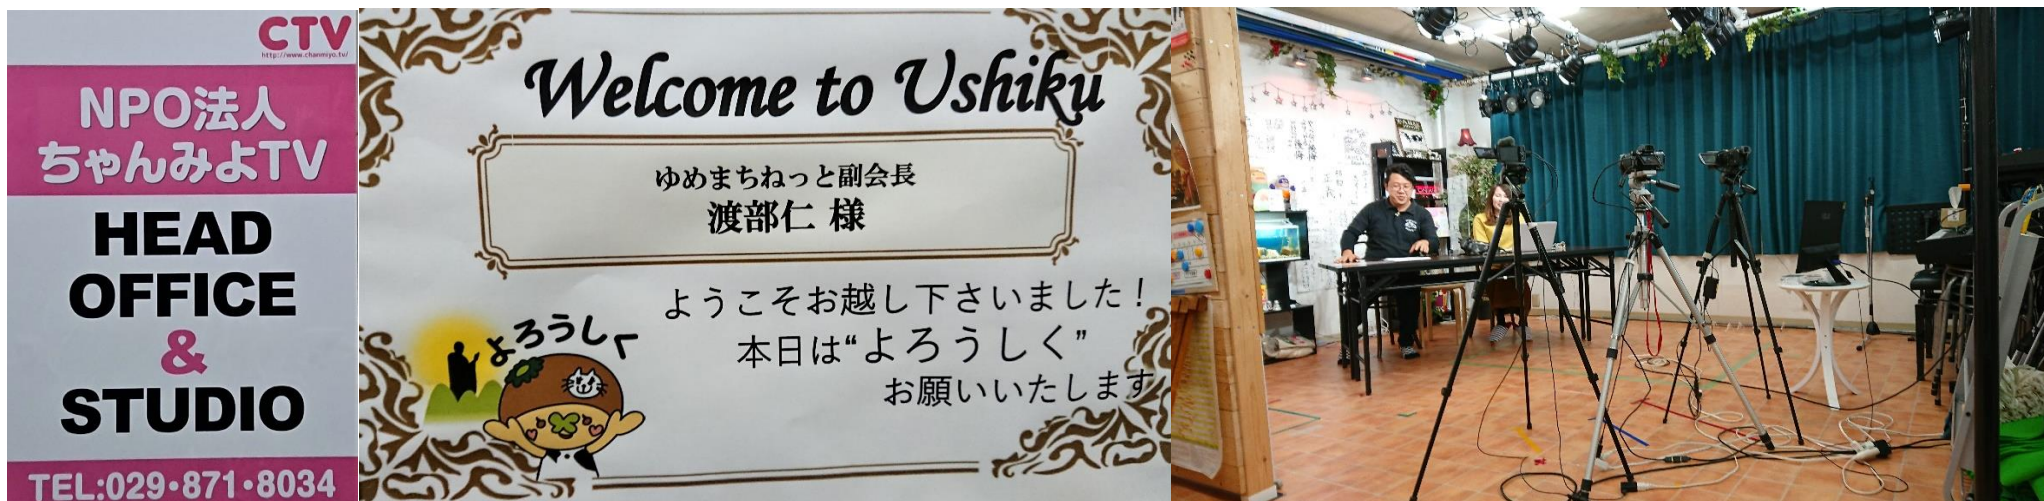 CTV
http://www.chanmiyo.tv/
NPO法人
ちゃんみよTV
HEAD
OFFICE
&
STUDIO
TEL:029・871・8034
Welcome to Ushiku
ゆめまちねっと副会長
渡部仁 様
ようこそお越し下さいました！
本日は“よろうしく”
お願いいたします
よろうしく